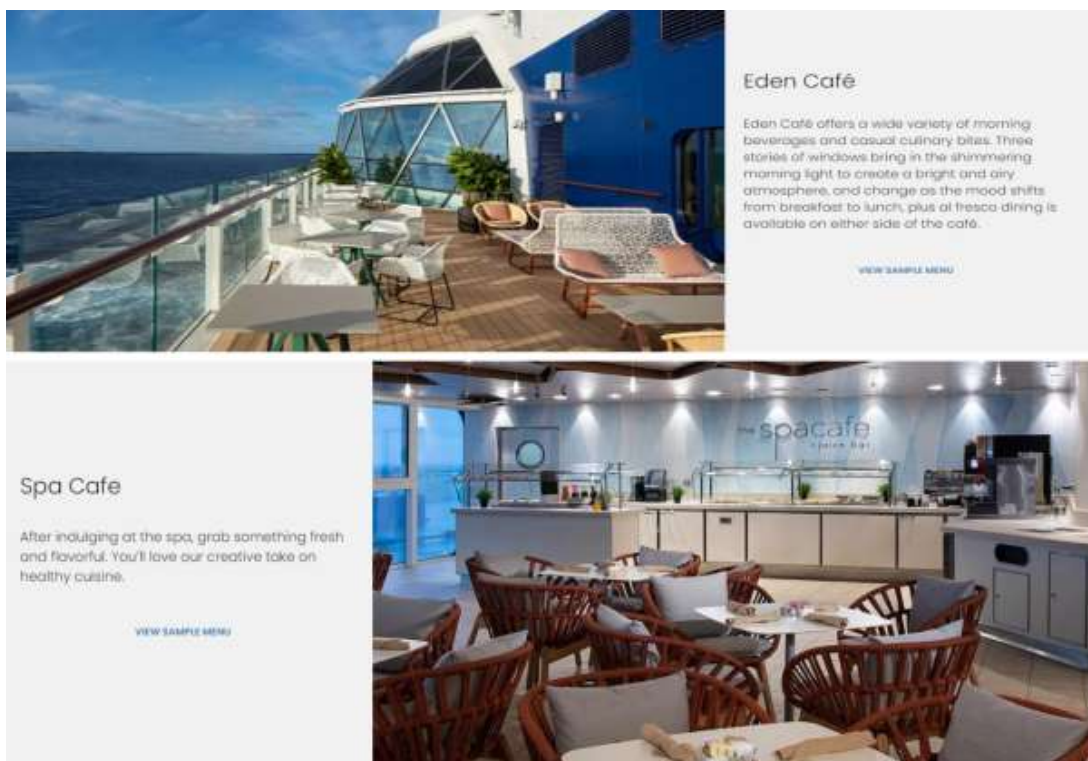 Eden Café
Eden Café offers a wide variety of morning
beverages and casual culinary bites. Three
stories of windows bring in the shimmering
morning light to create a bright and airy
atmosphere, and change as the mood shifts
from breakfast to lunch, plus al fresco dining is
available on either side of the café.
VIEW SAMPLE MENU
the spacafe
Spa Cafe
After indulging at the spa, grab something fresh
and flavorful. You'll love our creative take on
healthy cuisine.
VIEW SAMPLE MENU